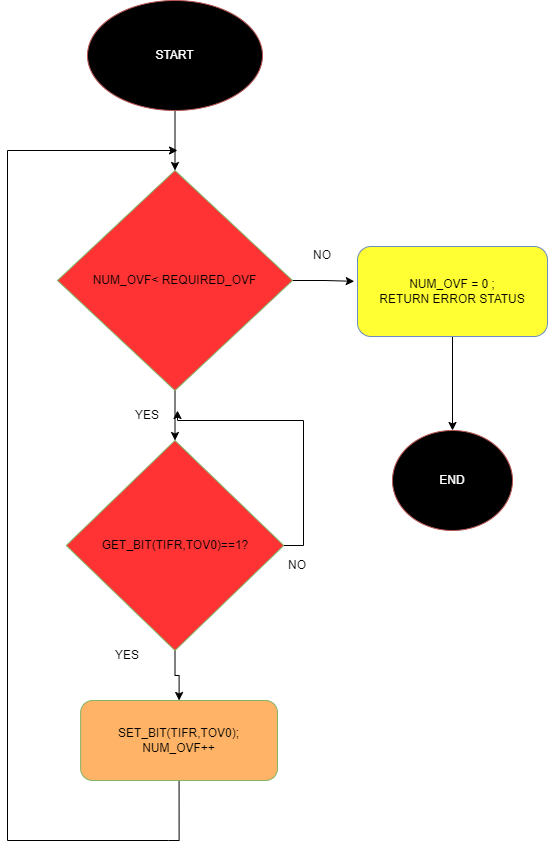 START
NUM_OVF< REQUIRED_OVF
NO
NUM_OVF = 0 ;
RETURN ERROR STATUS
YES
END
GET_BIT(TIFR,TOV0)==1?
NO
YES
SET_BIT(TIFR,TOV0);
NUM_OVF++